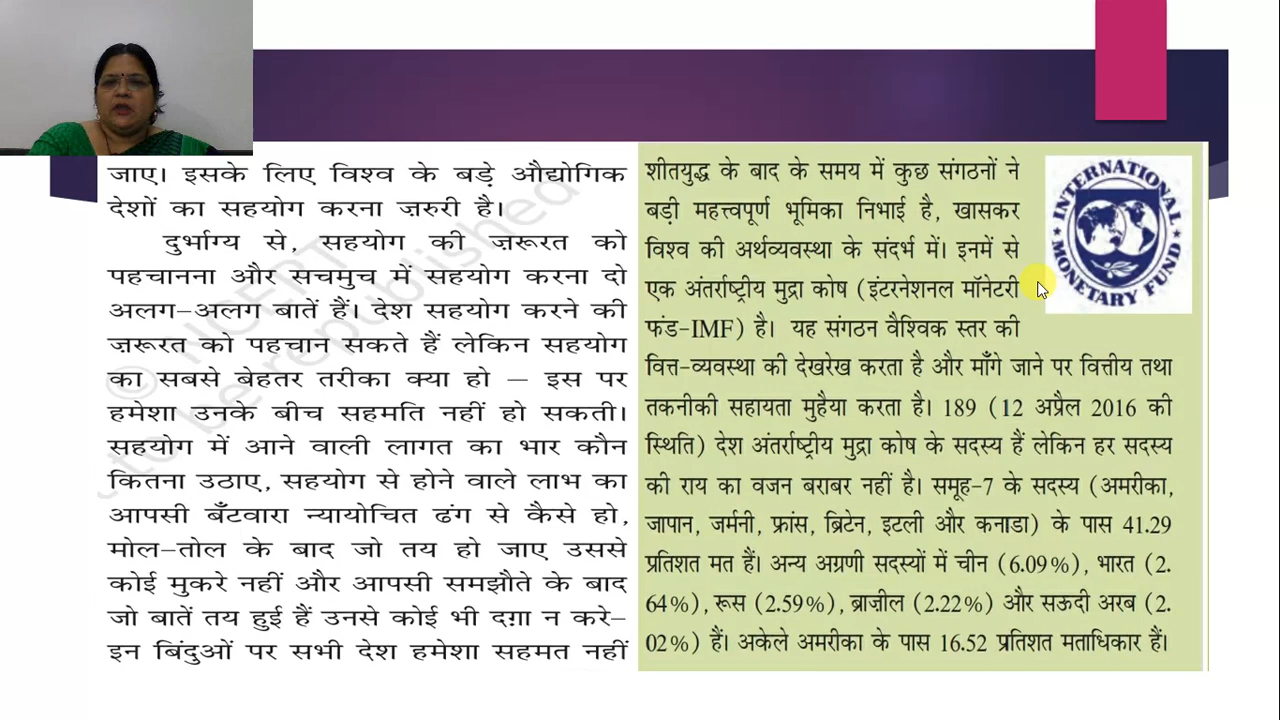 जाए। इसके लिए विश्व के बड़े औद्योगिक
देशों का सहयोग करना ज़रुरी है।
दुर्भाग्य से, सहयोग की ज़रूरत को
पहचानना और सचमुच में सहयोग करना दो
अलग-अलग बातें हैं। देश सहयोग करने की
ज़रूरत को पहचान सकते हैं लेकिन सहयोग
का सबसे बेहतर तरीका क्या हो – इस पर
हमेशा उनके बीच सहमति नहीं हो सकती।
सहयोग में आने वाली लागत का भार कौन
कितना उठाए, सहयोग से होने वाले लाभ का
आपसी बँटवारा न्यायोचित ढंग से कैसे हो,
मोल-तोल के बाद जो तय हो जाए उससे
कोई मुकरे नहीं और आपसी समझौते के बाद
जो बातें तय हुई हैं उनसे कोई भी दग़ा न करे–
इन बिंदुओं पर सभी देश हमेशा सहमत नहीं
© NCERT
to be republished
शीतयुद्ध के बाद के समय में कुछ संगठनों ने
बड़ी महत्त्वपूर्ण भूमिका निभाई है, खासकर
विश्व की अर्थव्यवस्था के संदर्भ में। इनमें से
एक अंतर्राष्ट्रीय मुद्रा कोष (इंटरनेशनल मॉनेटरी
फंड-IMF) है। यह संगठन वैश्विक स्तर की
वित्त-व्यवस्था की देखरेख करता है और माँगे जाने पर वित्तीय तथा
तकनीकी सहायता मुहैया करता है। 189 (12 अप्रैल 2016 की
स्थिति) देश अंतर्राष्ट्रीय मुद्रा कोष के सदस्य हैं लेकिन हर सदस्य
की राय का वजन बराबर नहीं है। समूह-7 के सदस्य (अमरीका,
जापान, जर्मनी, फ्रांस, ब्रिटेन, इटली और कनाडा) के पास 41.29
प्रतिशत मत हैं। अन्य अग्रणी सदस्यों में चीन (6.09%), भारत (2.
64%), रूस (2.59%), ब्राज़ील (2.22%) और सऊदी अरब (2.
02%) हैं। अकेले अमरीका के पास 16.52 प्रतिशत मताधिकार हैं।
INTERNATIONAL
MONETARY FUND